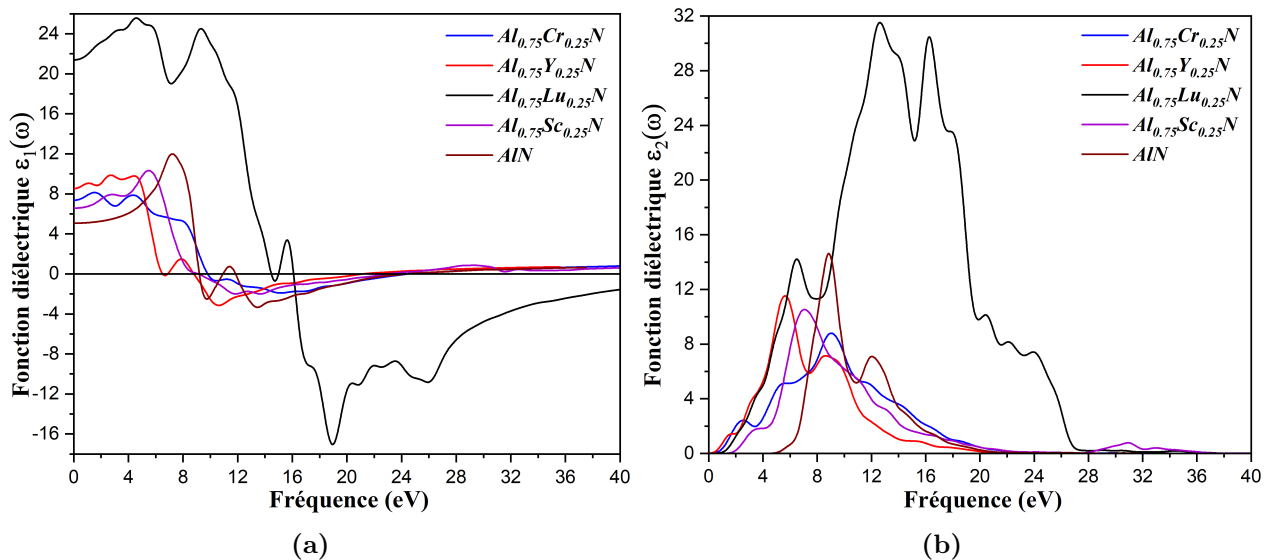 Fonction diélectrique ε₁(ω)
24
20
16
12
8
4
0
-4
-8
-12
-16
Al₀.₇₅Cr₀.₂₅N
Al₀.₇₅Y₀.₂₅N
Al₀.₇₅Lu₀.₂₅N
Al₀.₇₅Sc₀.₂₅N
AlN
0 4 8 12 16 20 24 28 32 36 40
Fréquence (eV)
(a)
Fonction diélectrique ε₂(ω)
32
28
24
20
16
12
8
4
0
Al₀.₇₅Cr₀.₂₅N
Al₀.₇₅Y₀.₂₅N
Al₀.₇₅Lu₀.₂₅N
Al₀.₇₅Sc₀.₂₅N
AlN
0 4 8 12 16 20 24 28 32 36 40
Fréquence (eV)
(b)